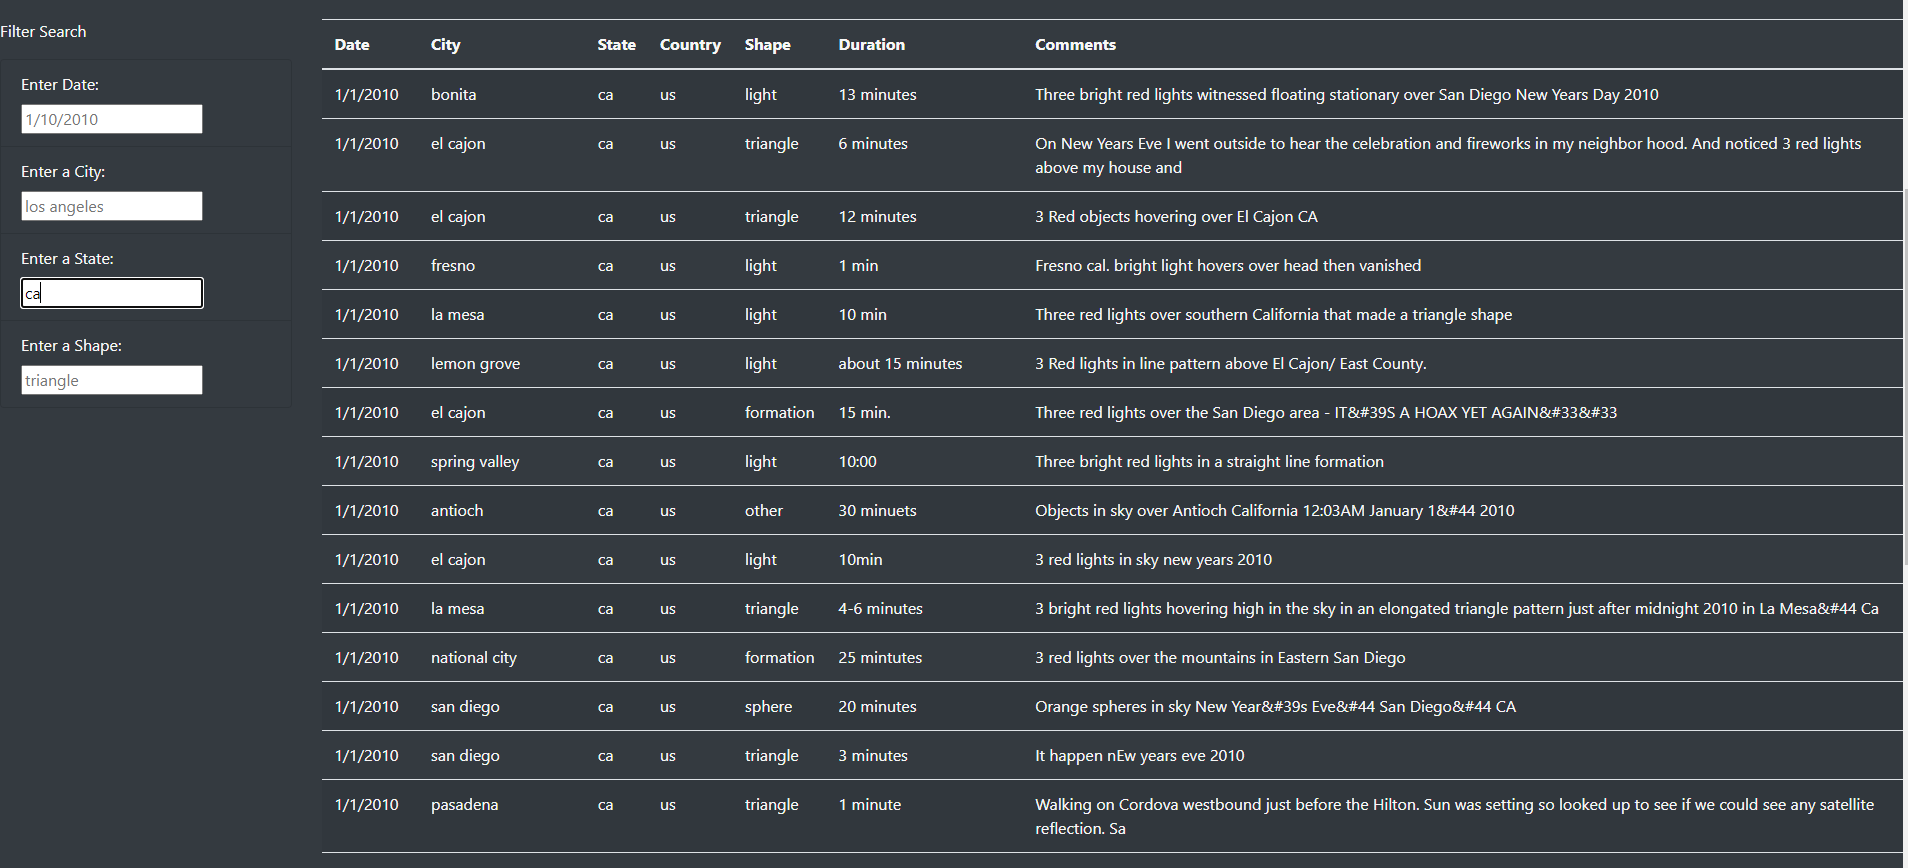 Filter Search
Enter Date:
1/10/2010
Enter a City:
los angeles
Enter a State:
ca
Enter a Shape:
triangle
Date City State Country Shape Duration Comments
1/1/2010 bonita ca us light 13 minutes Three bright red lights witnessed floating stationary over San Diego New Years Day 2010
1/1/2010 el cajon ca us triangle 6 minutes On New Years Eve I went outside to hear the celebration and fireworks in my neighbor hood. And noticed 3 red lights
above my house and
1/1/2010 el cajon ca us triangle 12 minutes 3 Red objects hovering over El Cajon CA
1/1/2010 fresno ca us light 1 min Fresno cal. bright light hovers over head then vanished
1/1/2010 la mesa ca us light 10 min Three red lights over southern California that made a triangle shape
1/1/2010 lemon grove ca us light about 15 minutes 3 Red lights in line pattern above El Cajon/ East County.
1/1/2010 el cajon ca us formation 15 min. Three red lights over the San Diego area - IT&#39S A HOAX YET AGAIN&#33&#33
1/1/2010 spring valley ca us light 10:00 Three bright red lights in a straight line formation
1/1/2010 antioch ca us other 30 minuets Objects in sky over Antioch California 12:03AM January 1&#44 2010
1/1/2010 el cajon ca us light 10min 3 red lights in sky new years 2010
1/1/2010 la mesa ca us triangle 4-6 minutes 3 bright red lights hovering high in the sky in an elongated triangle pattern just after midnight 2010 in La Mesa&#44 Ca
1/1/2010 national city ca us formation 25 mintutes 3 red lights over the mountains in Eastern San Diego
1/1/2010 san diego ca us sphere 20 minutes Orange spheres in sky New Year&#39s Eve&#44 San Diego&#44 CA
1/1/2010 san diego ca us triangle 3 minutes It happen nEw years eve 2010
1/1/2010 pasadena ca us triangle 1 minute Walking on Cordova westbound just before the Hilton. Sun was setting so looked up to see if we could see any satellite
reflection. Sa